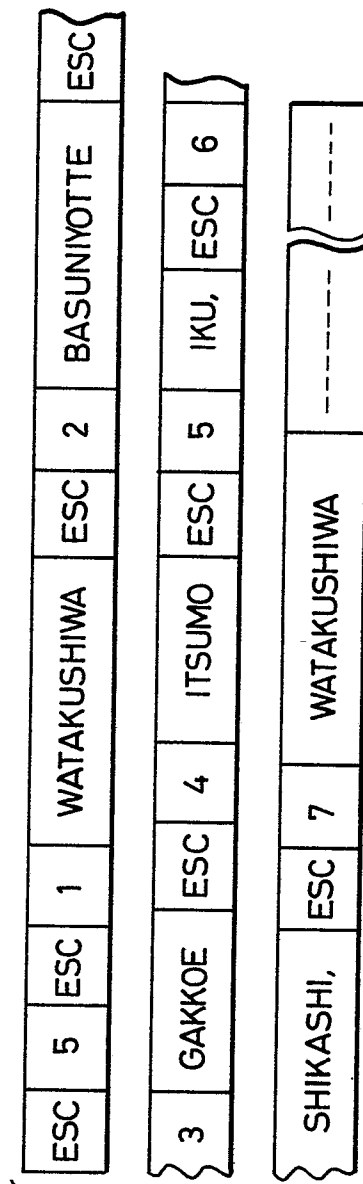 ESC 5 ESC 1 WATAKUSHIWA ESC 2 BASUNIYOTTE ESC
3 GAKKOE ESC 4 ITSUMO ESC 5 IKU, ESC 6
SHIKASHI, ESC 7 WATAKUSHIWA